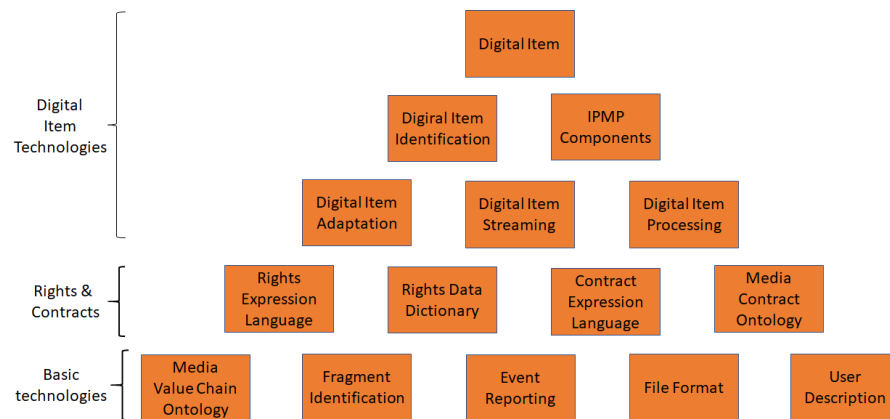 Digital Item
Digital
Item
Technologies
Digiral Item
Identification
IPMP
Components
Digital Item
Adaptation
Digital Item
Streaming
Digital Item
Processing
Rights &
Contracts
Rights
Expression
Language
Rights Data
Dictionary
Contract
Expression
Language
Media
Contract
Ontology
Basic
technologies
Media
Value Chain
Ontology
Fragment
Identification
Event
Reporting
File Format
User
Description